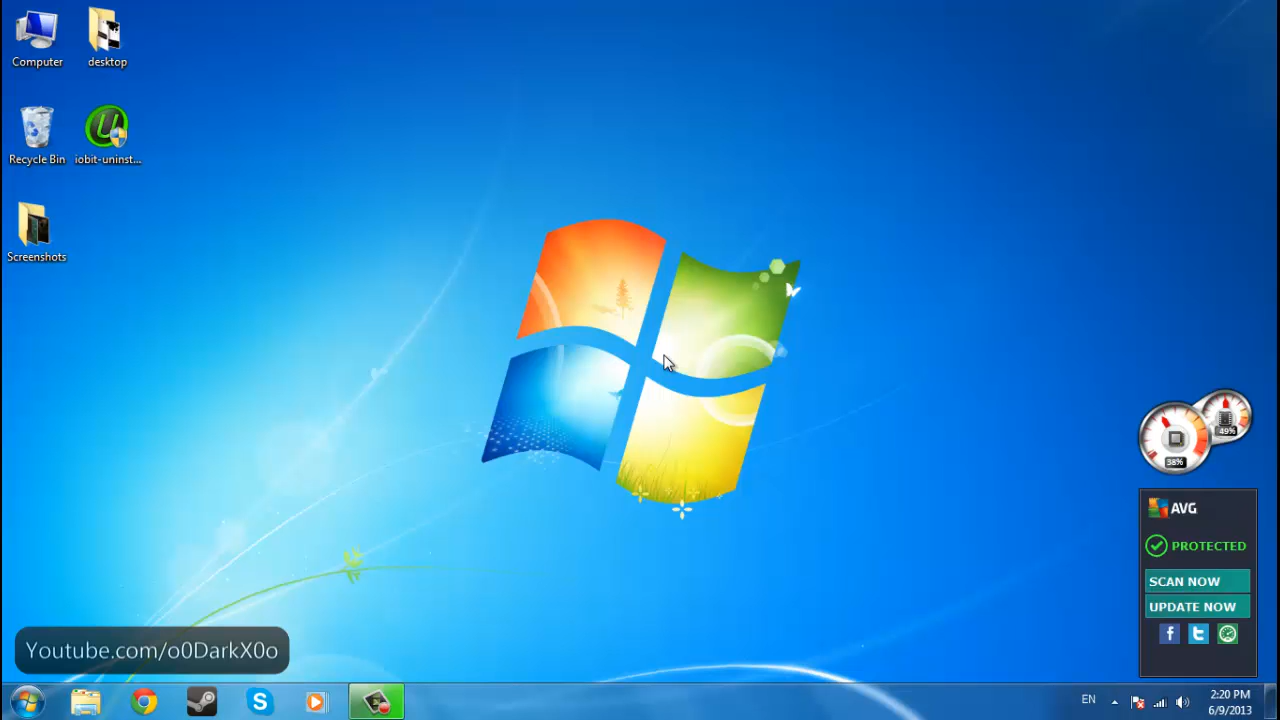 Computer
desktop
Recycle Bin
iobit-uninst...
Screenshots
49%
38%
AVG
PROTECTED
SCAN NOW
UPDATE NOW
Youtube.com/o0DarkX0o
EN
2:20 PM
6/9/2013